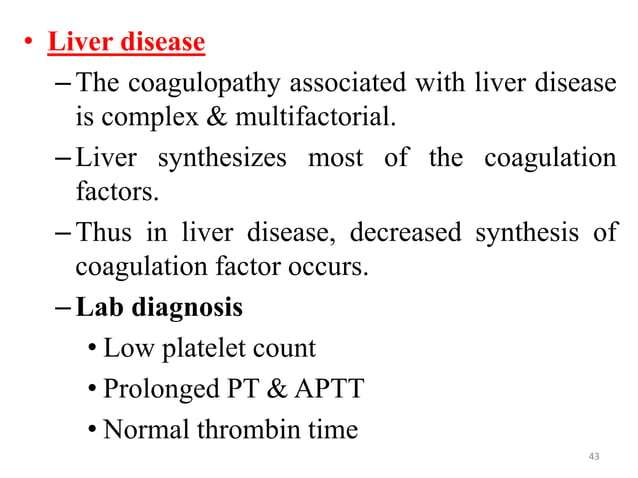 • Liver disease
– The coagulopathy associated with liver disease
is complex & multifactorial.
– Liver synthesizes most of the coagulation
factors.
– Thus in liver disease, decreased synthesis of
coagulation factor occurs.
– Lab diagnosis
• Low platelet count
• Prolonged PT & APTT
• Normal thrombin time
43